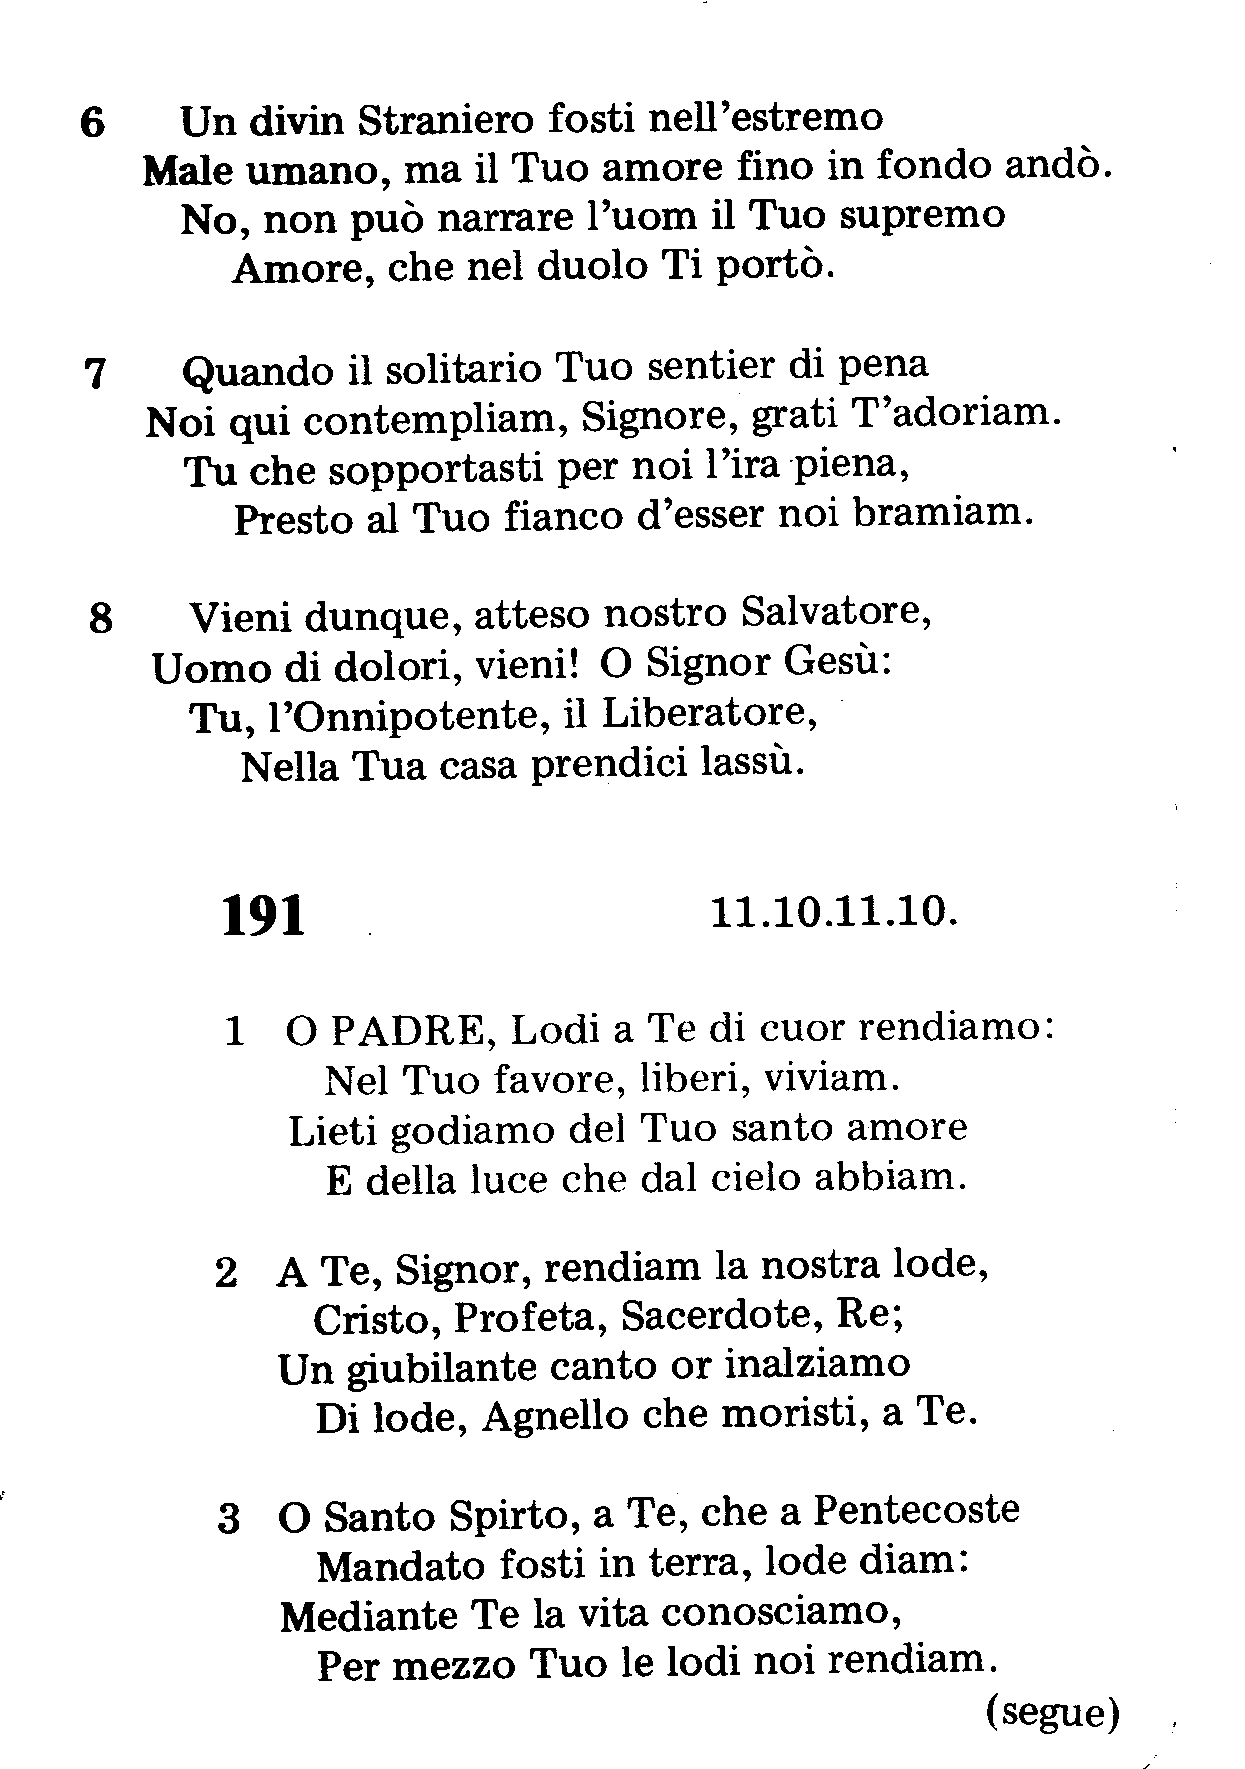 6 Un divin Straniero fosti nell'estremo
Male umano, ma il Tuo amore fino in fondo andò.
No, non può narrare l'uom il Tuo supremo
Amore, che nel duolo Ti portò.
7 Quando il solitario Tuo sentier di pena
Noi qui contempliam, Signore, grati T'adoriam.
Tu che sopportasti per noi l'ira piena,
Presto al Tuo fianco d'esser noi bramiam.
8 Vieni dunque, atteso nostro Salvatore,
Uomo di dolori, vieni! O Signor Gesù:
Tu, l'Onnipotente, il Liberatore,
Nella Tua casa prendici lassù.
191 11.10.11.10.
1 O PADRE, Lodi a Te di cuor rendiamo:
Nel Tuo favore, liberi, viviam.
Lieti godiamo del Tuo santo amore
E della luce che dal cielo abbiam.
2 A Te, Signor, rendiam la nostra lode,
Cristo, Profeta, Sacerdote, Re;
Un giubilante canto or inalziamo
Di lode, Agnello che moristi, a Te.
3 O Santo Spirto, a Te, che a Pentecoste
Mandato fosti in terra, lode diam:
Mediante Te la vita conosciamo,
Per mezzo Tuo le lodi noi rendiam.
(segue)